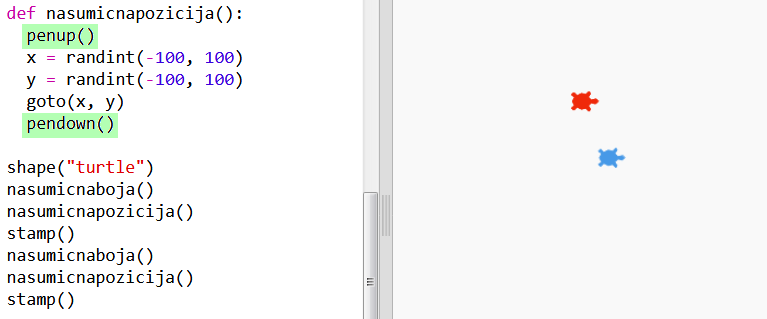 def nasumicnapozicija():
  penup()
  x = randint(-100, 100)
  y = randint(-100, 100)
  goto(x, y)
  pendown()
shape("turtle")
nasumicnaboja()
nasumicnapozicija()
stamp()
nasumicnaboja()
nasumicnapozicija()
stamp()